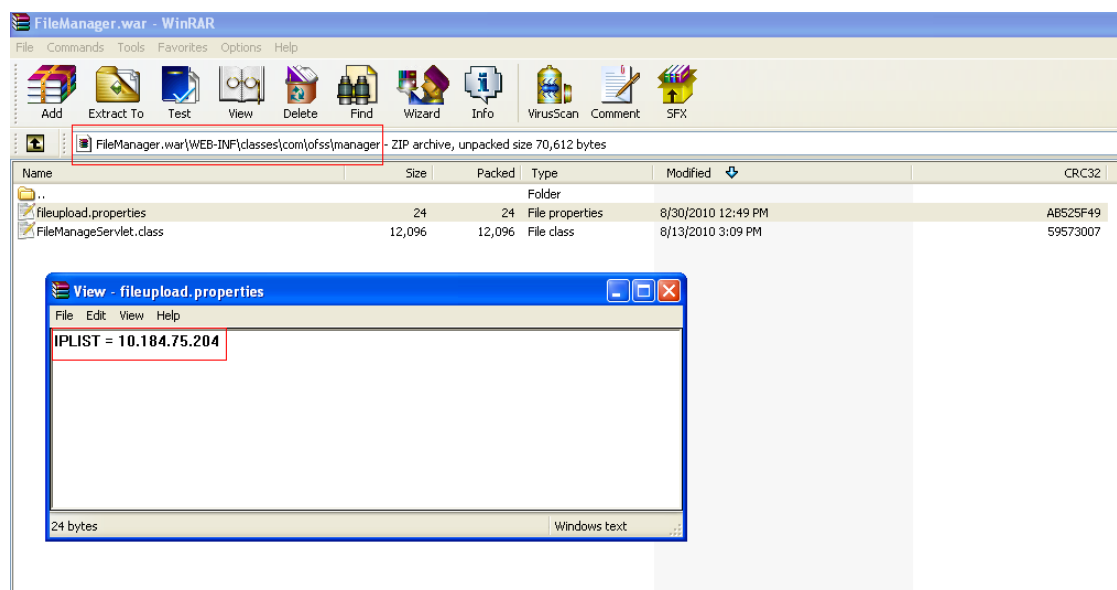 FileManager.war - WinRAR
File Commands Tools Favorites Options Help
Add Extract To Test View Delete Find Wizard Info VirusScan Comment SFX
FileManager.war\WEB-INF\classes\com\ofss\manager - ZIP archive, unpacked size 70,612 bytes
Name Size Packed Type Modified CRC32
.. Folder
fileupload.properties 24 24 File properties 8/30/2010 12:49 PM AB525F49
FileManageServlet.class 12,096 12,096 File class 8/13/2010 3:09 PM 59573007
View - fileupload.properties
File Edit View Help
IPLIST = 10.184.75.204
24 bytes Windows text